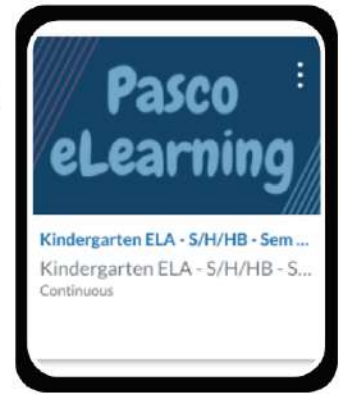 Pasco
eLearning
Kindergarten ELA - S/H/HB - Sem ...
Kindergarten ELA - S/H/HB - S...
Continuous